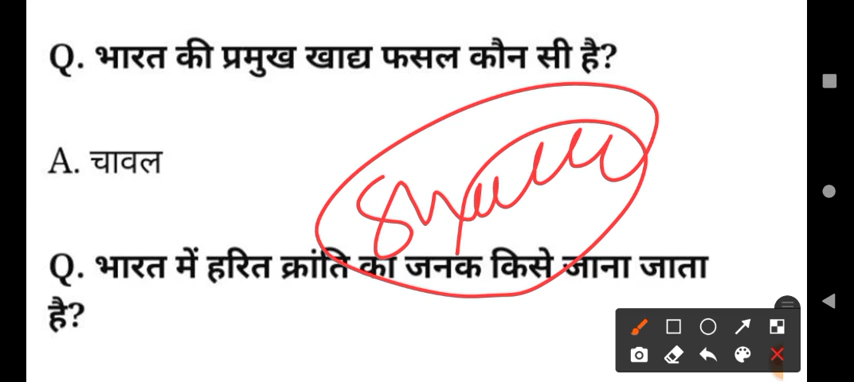 Q. भारत की प्रमुख खाद्य फसल कौन सी है?
A. चावल
Q. भारत में हरित क्रांति का जनक किसे जाना जाता
है?